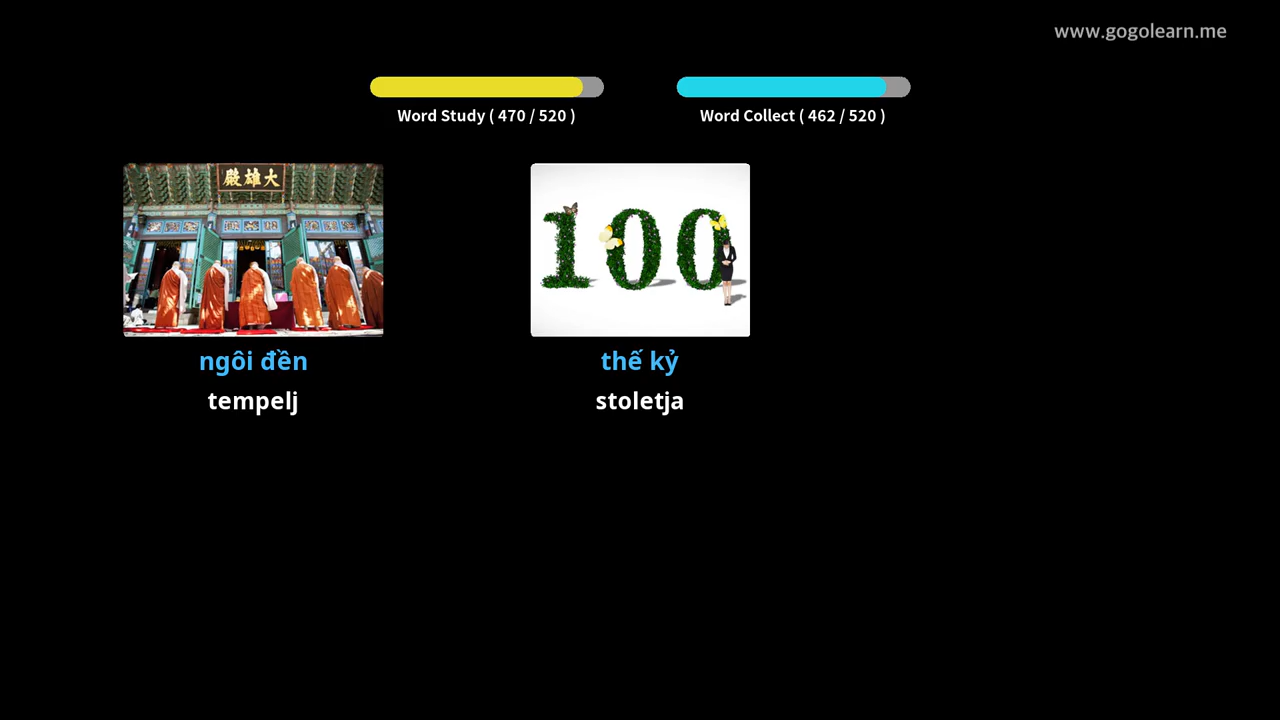 www.gogolearn.me
Word Study ( 470 / 520 )
Word Collect ( 462 / 520 )
殿雄大
100
ngôi đền
thế kỷ
tempelj
stoletja